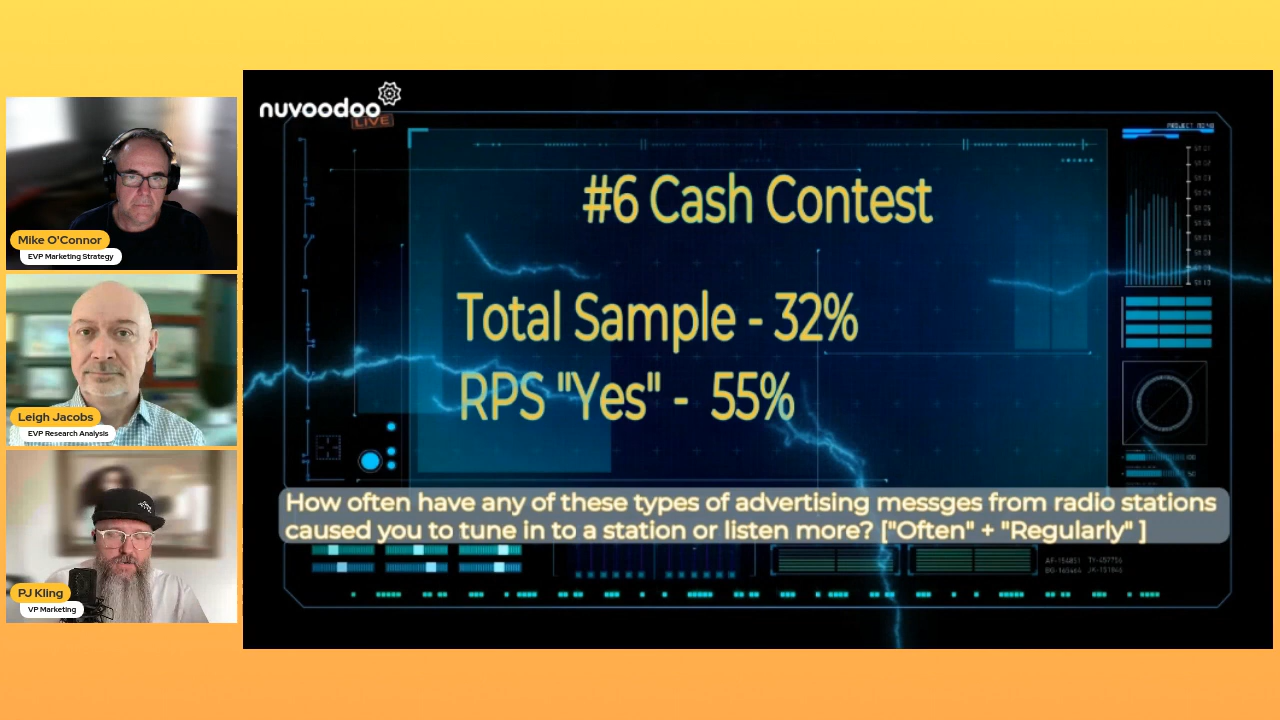 nuvoodoo
LIVE
#6 Cash Contest
Total Sample - 32%
RPS "Yes" - 55%
How often have any of these types of advertising messges from radio stations
caused you to tune in to a station or listen more? ["Often" + "Regularly" ]
Mike O'Connor
EVP Marketing Strategy
Leigh Jacobs
EVP Research Analysis
PJ Kling
VP Marketing